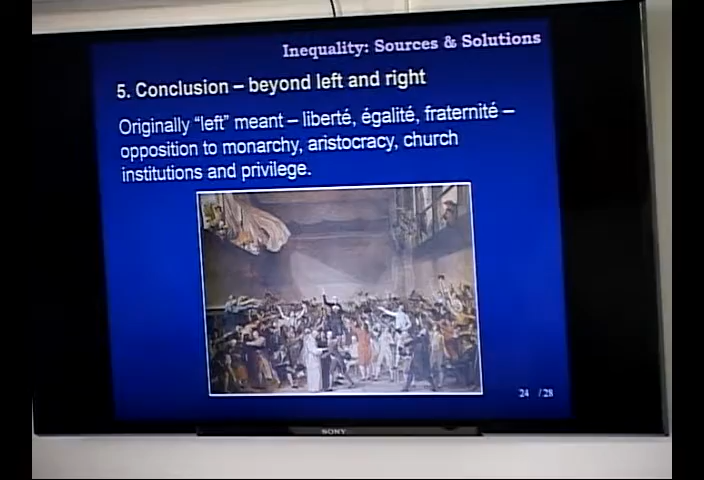 Inequality: Sources & Solutions
5. Conclusion – beyond left and right
Originally “left” meant – liberté, égalité, fraternité –
opposition to monarchy, aristocracy, church
institutions and privilege.
24 / 28
SONY